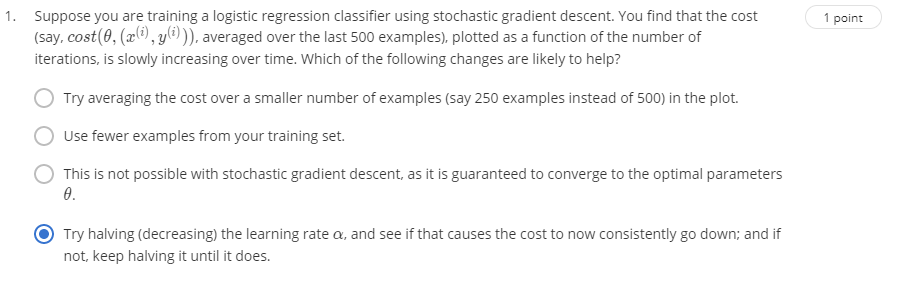 1. Suppose you are training a logistic regression classifier using stochastic gradient descent. You find that the cost
1 point
(say, cost(θ, (x⁽ⁱ⁾, y⁽ⁱ⁾)), averaged over the last 500 examples), plotted as a function of the number of
iterations, is slowly increasing over time. Which of the following changes are likely to help?
Try averaging the cost over a smaller number of examples (say 250 examples instead of 500) in the plot.
Use fewer examples from your training set.
This is not possible with stochastic gradient descent, as it is guaranteed to converge to the optimal parameters
θ.
Try halving (decreasing) the learning rate α, and see if that causes the cost to now consistently go down; and if
not, keep halving it until it does.